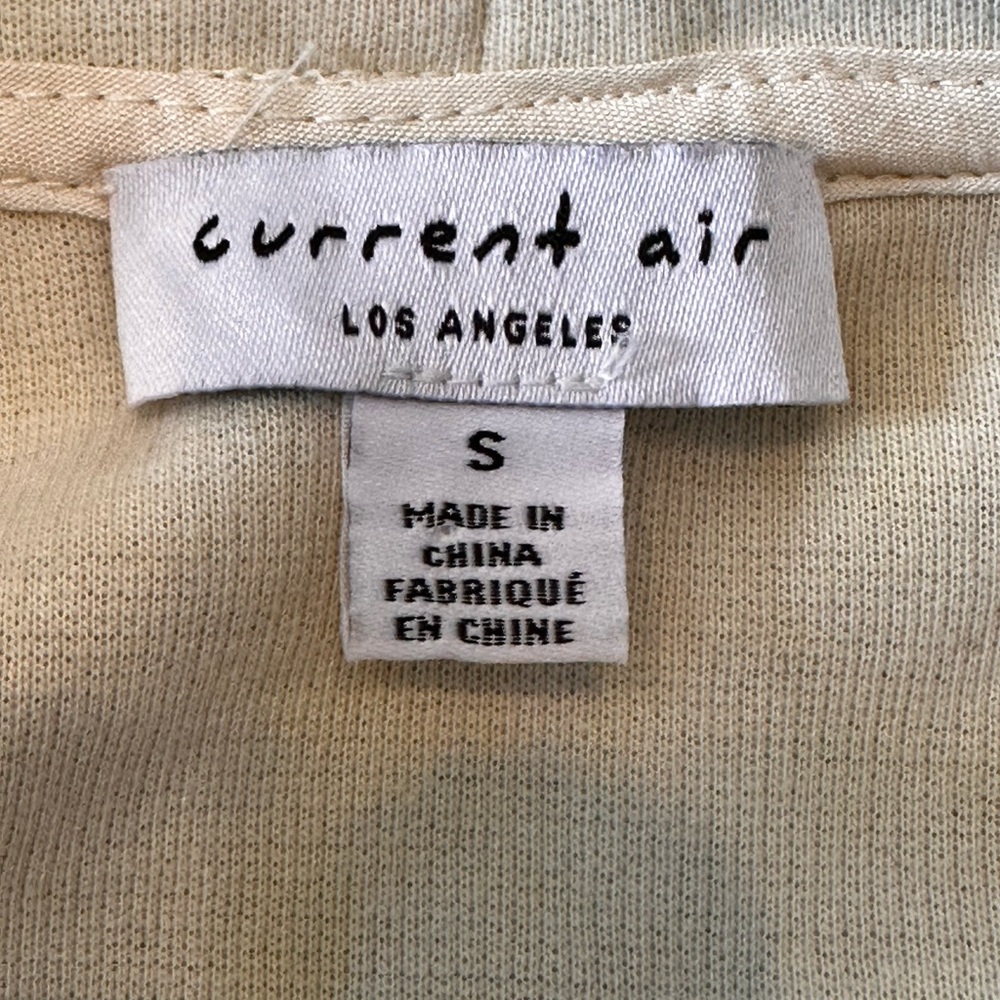 current air
LOS ANGELES
S
MADE IN
CHINA
FABRIQUÉ
EN CHINE